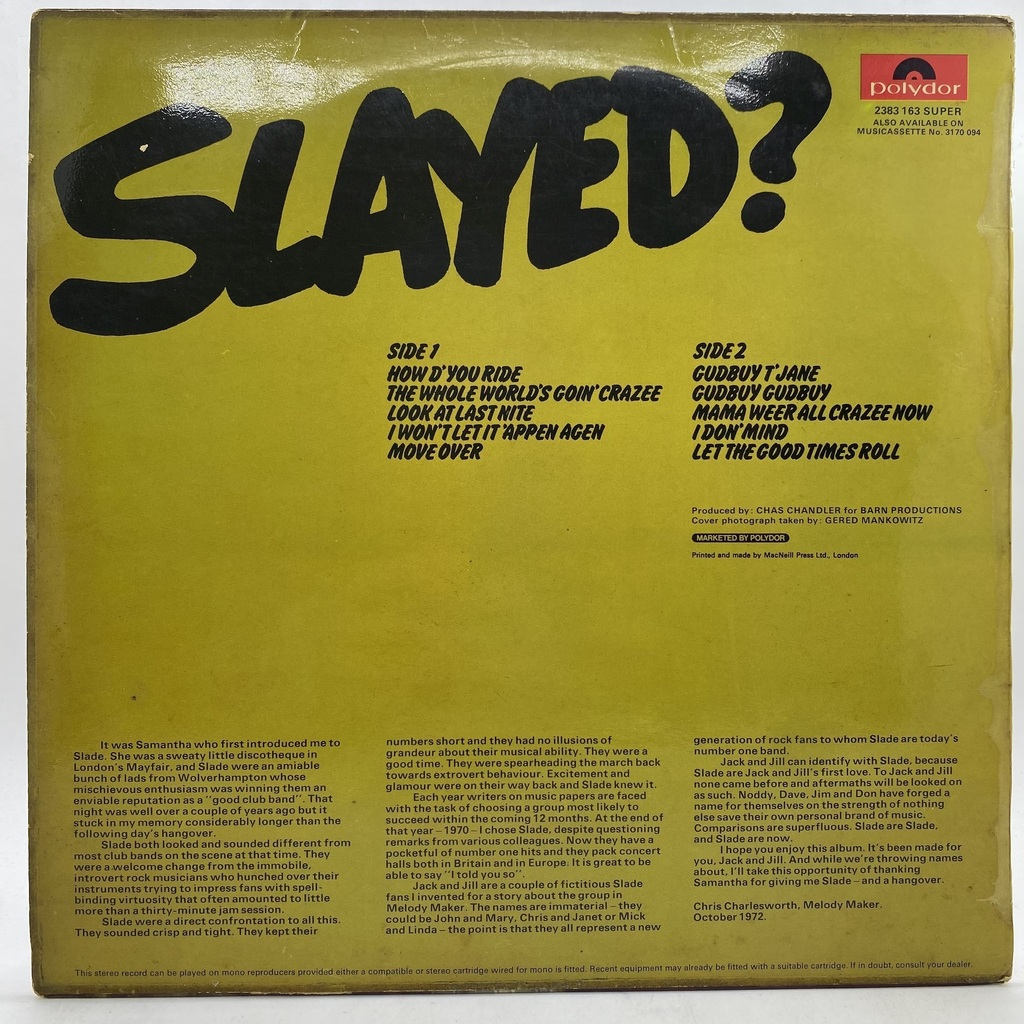 SLAYED?
polydor
2383 163 SUPER
ALSO AVAILABLE ON
MUSICASSETTE No. 3170 094
SIDE 1
HOW D'YOU RIDE
THE WHOLE WORLD'S GOIN' CRAZEE
LOOK AT LAST NITE
I WON'T LET IT 'APPEN AGEN
MOVE OVER
SIDE 2
GUDBUY T'JANE
GUDBUY GUDBUY
MAMA WEER ALL CRAZEE NOW
I DON' MIND
LET THE GOOD TIMES ROLL
Produced by: CHAS CHANDLER for BARN PRODUCTIONS
Cover photograph taken by: GERED MANKOWITZ
MARKETED BY POLYDOR
Printed and made by MacNeill Press Ltd., London
It was Samantha who first introduced me to
Slade. She was a sweaty little discotheque in
London's Mayfair, and Slade were an amiable
bunch of lads from Wolverhampton whose
mischievous enthusiasm was winning them an
enviable reputation as a "good club band". That
night was well over a couple of years ago but it
stuck in my memory considerably longer than the
following day's hangover.
Slade both looked and sounded different from
most club bands on the scene at that time. They
were a welcome change from the immobile,
introvert rock musicians who hunched over their
instruments trying to impress fans with spell-
binding virtuosity that often amounted to little
more than a thirty-minute jam session.
Slade were a direct confrontation to all this.
They sounded crisp and tight. They kept their
numbers short and they had no illusions of
grandeur about their musical ability. They were a
good time. They were spearheading the march back
towards extrovert behaviour. Excitement and
glamour were on their way back and Slade knew it.
Each year writers on music papers are faced
with the task of choosing a group most likely to
succeed within the coming 12 months. At the end of
that year – 1970 – I chose Slade, despite questioning
remarks from various colleagues. Now they have a
pocketful of number one hits and they pack concert
halls both in Britain and in Europe. It is great to be
able to say "I told you so".
Jack and Jill are a couple of fictitious Slade
fans I invented for a story about the group in
Melody Maker. The names are immaterial – they
could be John and Mary, Chris and Janet or Mick
and Linda – the point is that they all represent a new
generation of rock fans to whom Slade are today's
number one band.
Jack and Jill can identify with Slade, because
Slade are Jack and Jill's first love. To Jack and Jill
none came before and aftermaths will be looked on
as such. Noddy, Dave, Jim and Don have forged a
name for themselves on the strength of nothing
else save their own personal brand of music.
Comparisons are superfluous. Slade are Slade,
and Slade are now.
I hope you enjoy this album. It's been made for
you, Jack and Jill. And while we're throwing names
about, I'll take this opportunity of thanking
Samantha for giving me Slade – and a hangover.
Chris Charlesworth, Melody Maker.
October 1972.
This stereo record can be played on mono reproducers provided either a compatible or stereo cartridge wired for mono is fitted. Recent equipment may already be fitted with a suitable cartridge. If in doubt, consult your dealer.